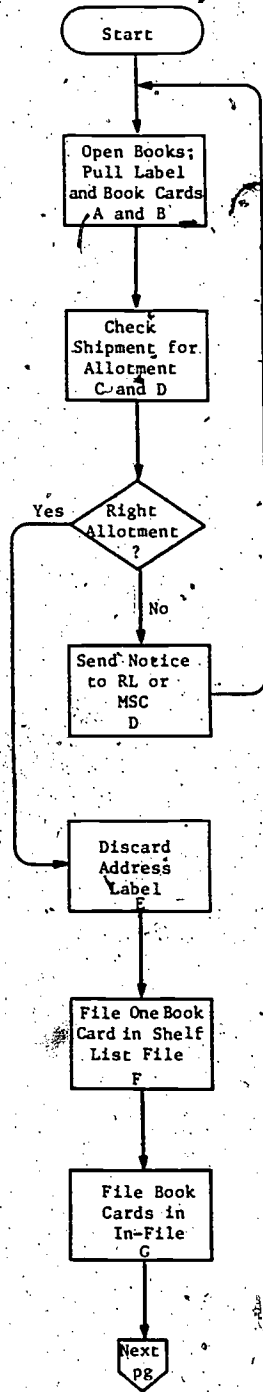 Start
Open Books;
Pull Label
and Book Cards
A and B
Check
Shipment for
Allotment
C and D
Yes
Right
Allotment
?
No
Send Notice
to RL or
MSC
D
Discard
Address
Label
E
File One Book
Card in Shelf
List File
F
File Book
Cards in
In-File
G
Next
pg